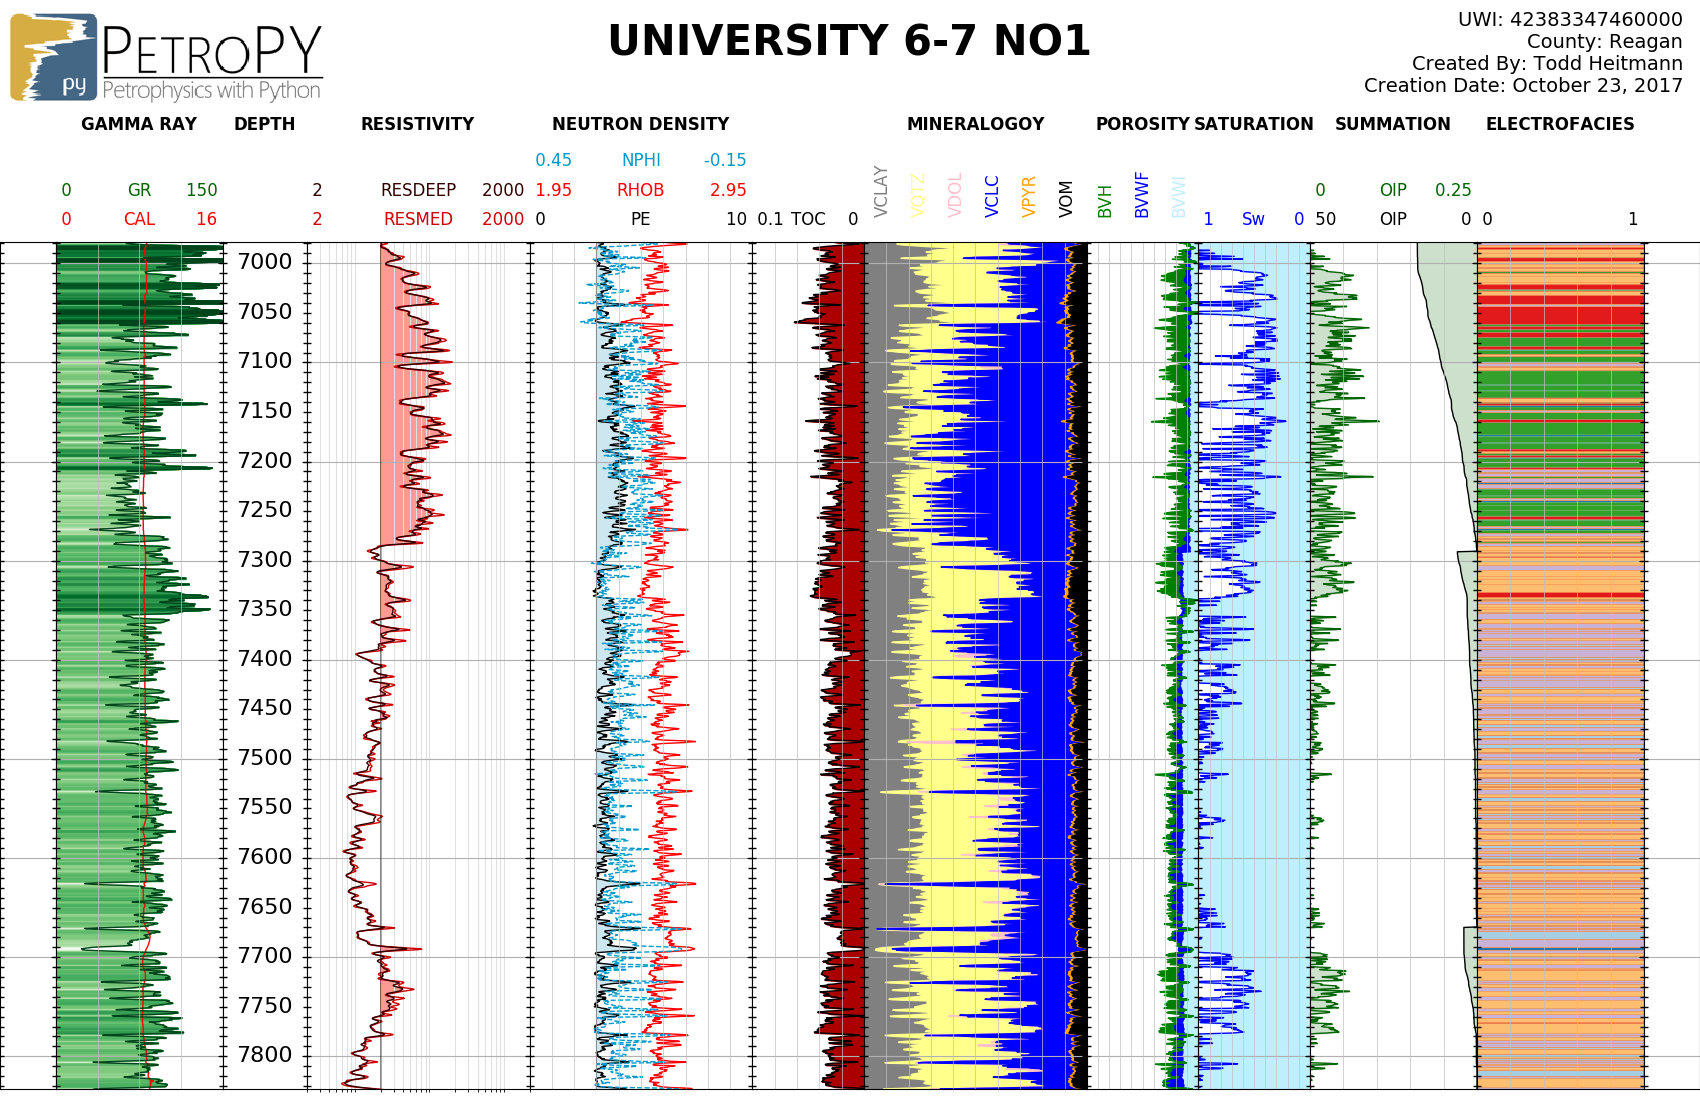 PETROPY
py
Petrophysics with Python
UNIVERSITY 6-7 NO1
UWI: 42383347460000
County: Reagan
Created By: Todd Heitmann
Creation Date: October 23, 2017
GAMMA RAY DEPTH RESISTIVITY NEUTRON DENSITY MINERALOGOY POROSITY SATURATION SUMMATION ELECTROFACIES
0.45 NPHI -0.15
0 GR 150 2 RESDEEP 2000 1.95 RHOB 2.95 VCLAY VQTZ VDOL VCLC VPYR VOM BVH BVWF BVWI 0 OIP 0.25
0 CAL 16 2 RESMED 2000 0 PE 10 0.1 TOC 0 1 Sw 0 50 OIP 0 0 1
7000
7050
7100
7150
7200
7250
7300
7350
7400
7450
7500
7550
7600
7650
7700
7750
7800